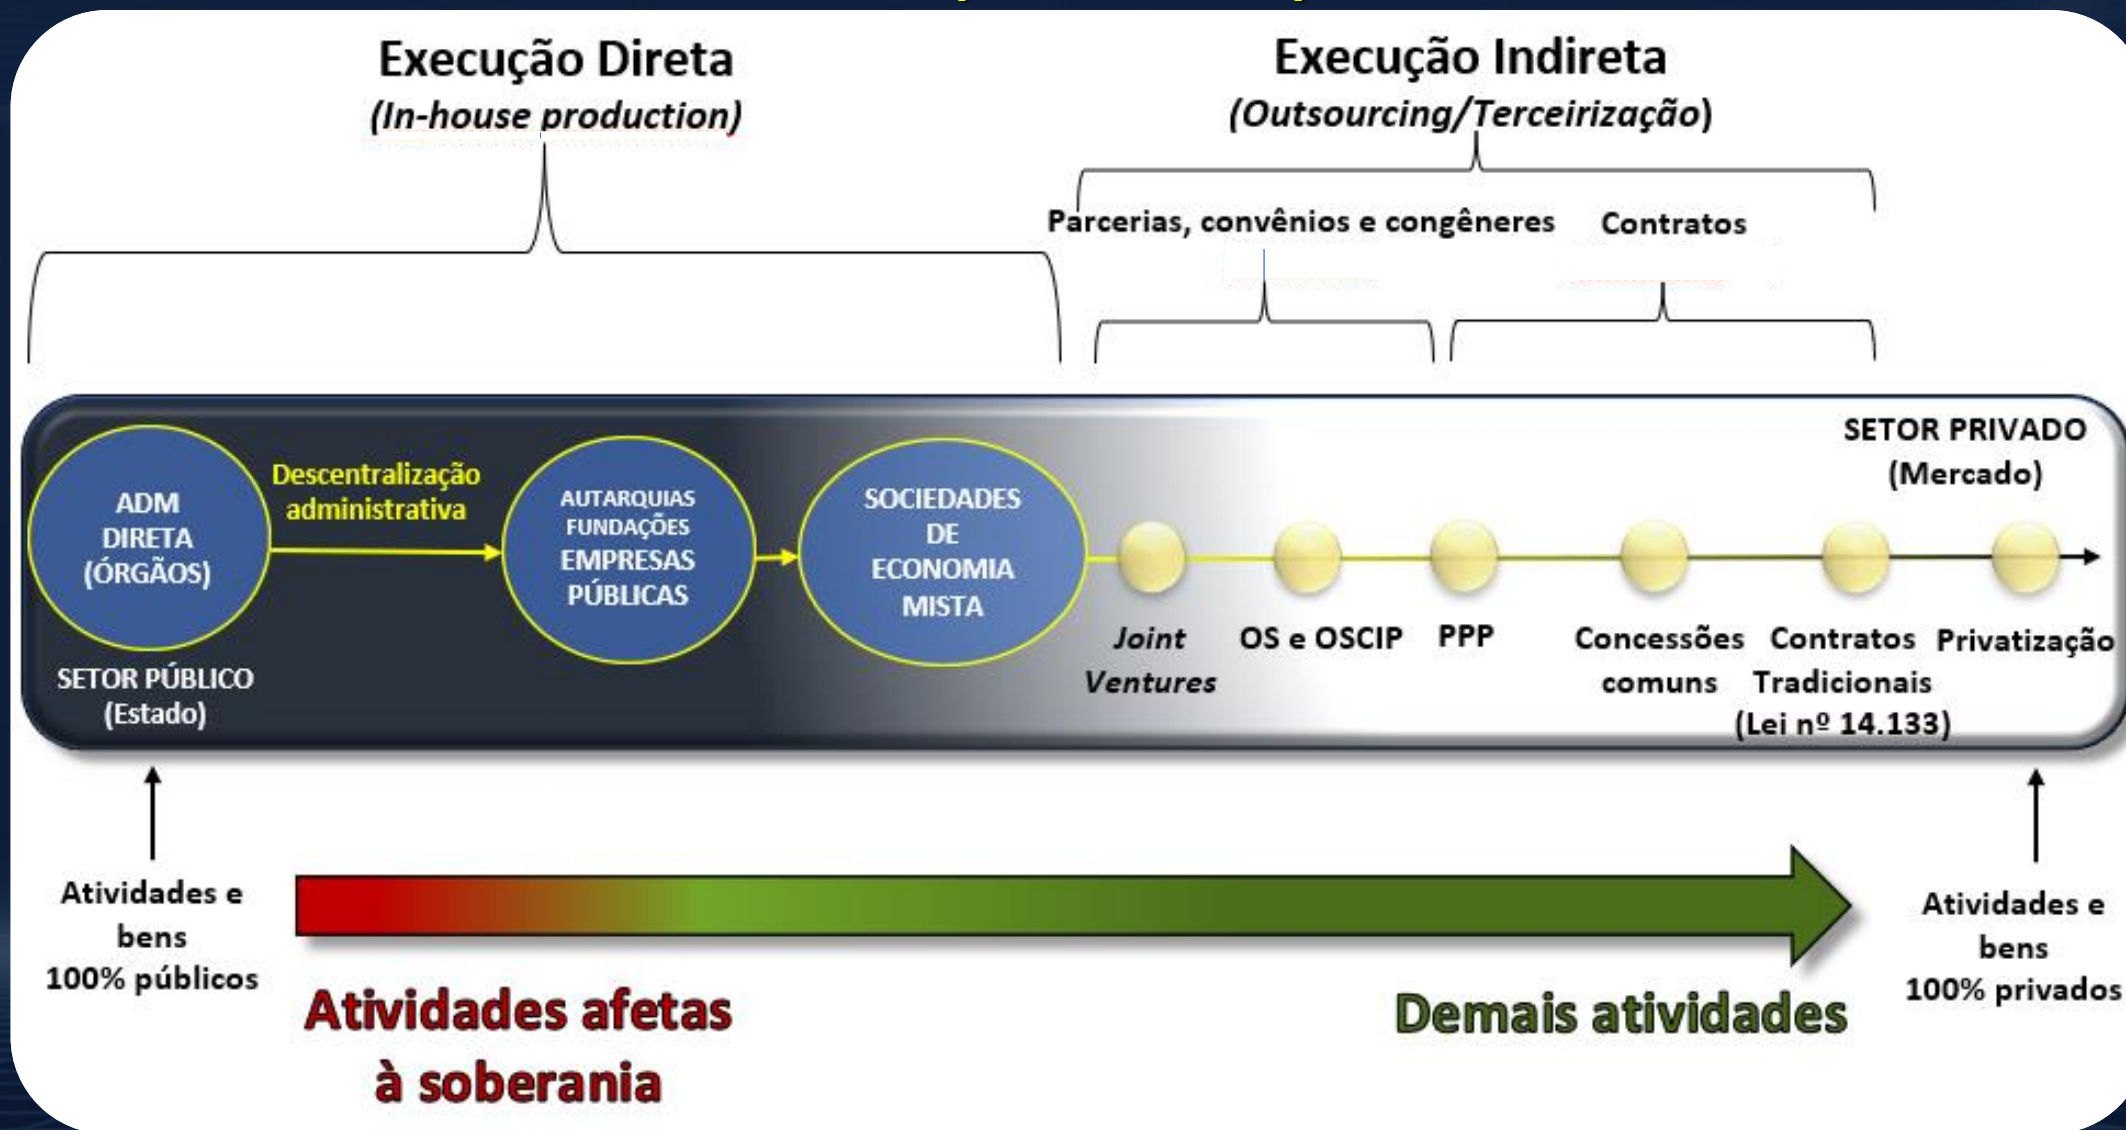 Execução Direta
(In-house production)
Execução Indireta
(Outsourcing/Terceirização)
Parcerias, convênios e congêneres
Contratos
ADM
DIRETA
(ÓRGÃOS)
SETOR PÚBLICO
(Estado)
Descentralização
administrativa
AUTARQUIAS
FUNDAÇÕES
EMPRESAS
PÚBLICAS
SOCIEDADES
DE
ECONOMIA
MISTA
SETOR PRIVADO
(Mercado)
Joint
Ventures
OS e OSCIP
PPP
Concessões
comuns
Contratos
Tradicionais
(Lei nº 14.133)
Privatização
Atividades e
bens
100% públicos
Atividades afetas
à soberania
Demais atividades
Atividades e
bens
100% privados